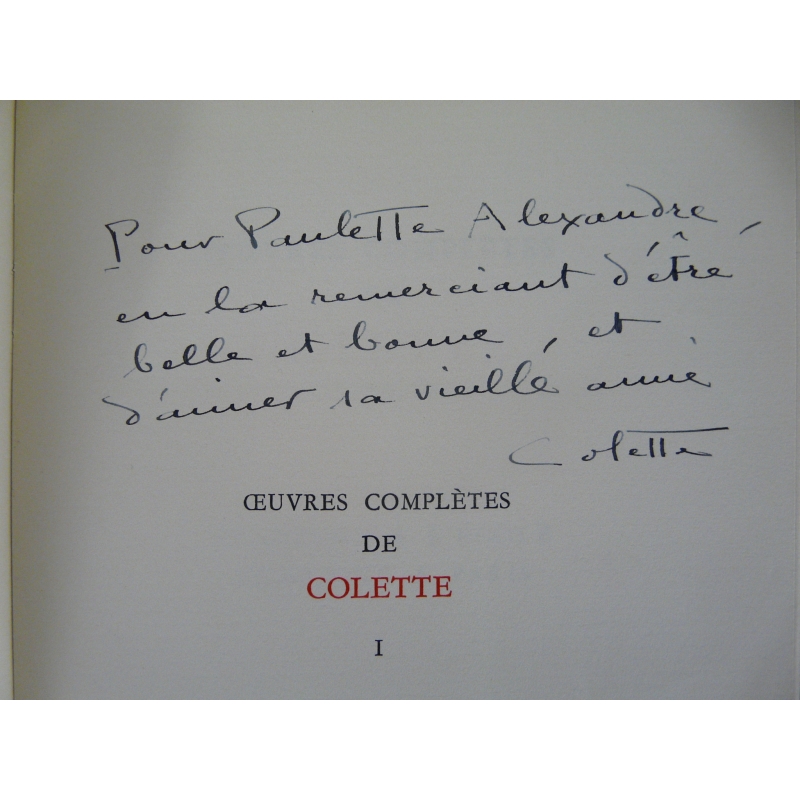 Pour Paulette Alexandre,
en la remerciant d'être
belle et bonne, et
d'aimer sa vieille amie
Colette
ŒUVRES COMPLÈTES
DE
COLETTE
I